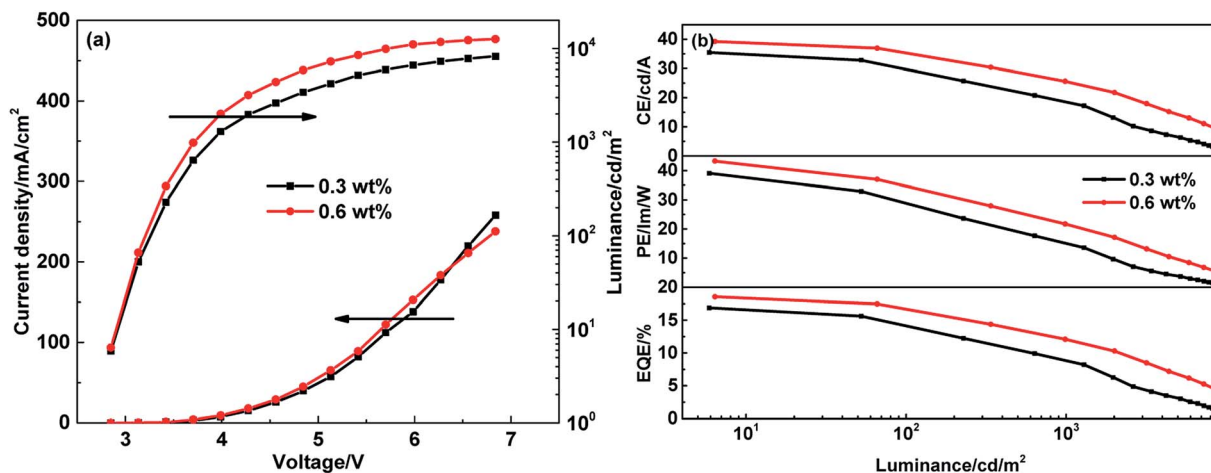 (a)
500
400
300
200
100
0
Current density/mA/cm²
3
4
5
6
7
Voltage/V
10⁴
10³
10²
10¹
10⁰
Luminance/cd/m²
0.3 wt%
0.6 wt%
(b)
40
30
20
10
0
CE/cd/A
40
30
20
10
PE/lm/W
0.3 wt%
0.6 wt%
20
15
10
5
0
EQE/%
10¹
10²
10³
Luminance/cd/m²